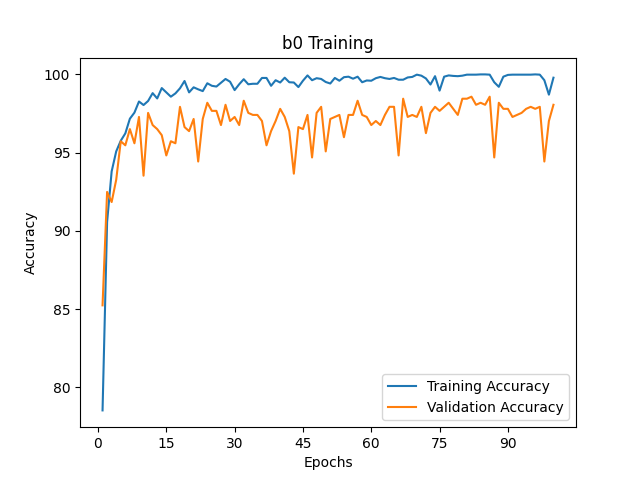 b0 Training
100
95
90
85
80
Accuracy
0 15 30 45 60 75 90
Epochs
Training Accuracy
Validation Accuracy